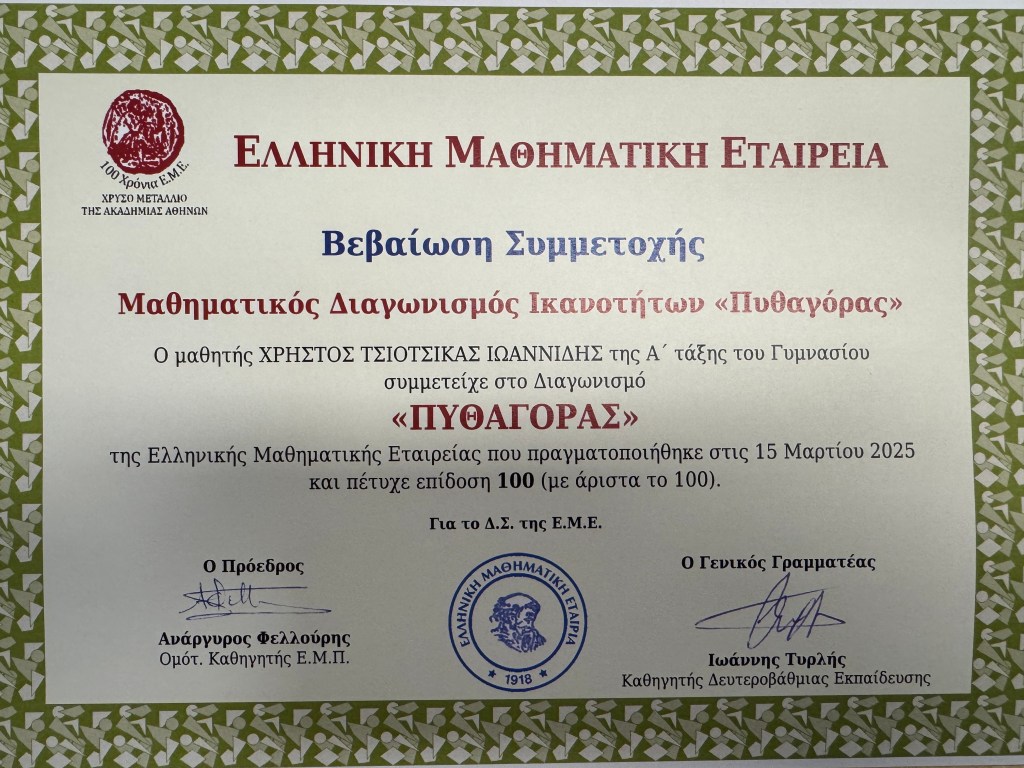 100 Χρόνια Ε.Μ.Ε.
ΧΡΥΣΟ ΜΕΤΑΛΛΙΟ
ΤΗΣ ΑΚΑΔΗΜΙΑΣ ΑΘΗΝΩΝ
ΕΛΛΗΝΙΚΗ ΜΑΘΗΜΑΤΙΚΗ ΕΤΑΙΡΕΙΑ
Βεβαίωση Συμμετοχής
Μαθηματικός Διαγωνισμός Ικανοτήτων «Πυθαγόρας»
Ο μαθητής ΧΡΗΣΤΟΣ ΤΣΙΟΤΣΙΚΑΣ ΙΩΑΝΝΙΔΗΣ της Α΄ τάξης του Γυμνασίου
συμμετείχε στο Διαγωνισμό
«ΠΥΘΑΓΟΡΑΣ»
της Ελληνικής Μαθηματικής Εταιρείας που πραγματοποιήθηκε στις 15 Μαρτίου 2025
και πέτυχε επίδοση 100 (με άριστα το 100).
Για το Δ.Σ. της Ε.Μ.Ε.
Ο Πρόεδρος
Ανάργυρος Φελλούρης
Ομότ. Καθηγητής Ε.Μ.Π.
ΕΛΛΗΝΙΚΗ ΜΑΘΗΜΑΤΙΚΗ ΕΤΑΙΡΙΑ
1918
Ο Γενικός Γραμματέας
Ιωάννης Τυρλής
Καθηγητής Δευτεροβάθμιας Εκπαίδευσης